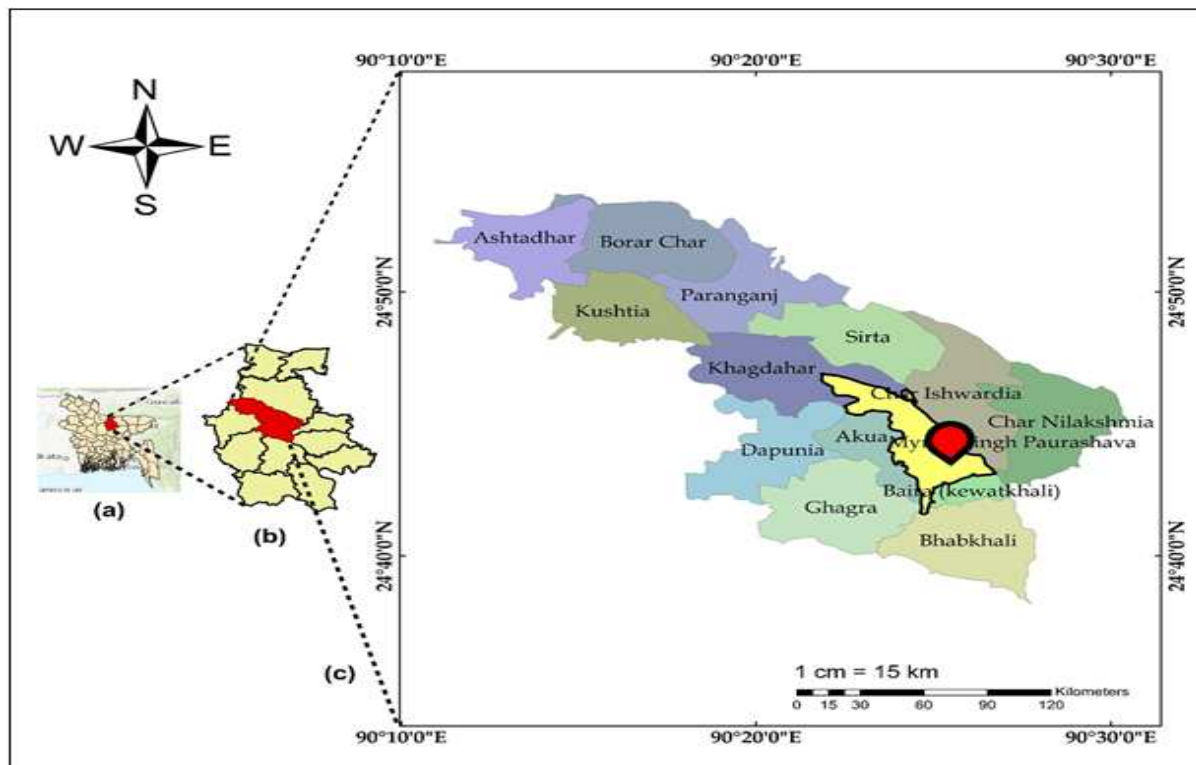 90°10'0"E 90°20'0"E 90°30'0"E
N
W E
S
24°50'0"N 24°50'0"N
Ashtadhar
Borar Char
Paranganj
Kushtia
Sirta
Khagdahar
Char Ishwardia
Char Nilakshmia
Akua
Singh Paurashava
Dapunia
Baira (kewatkhali)
Ghagra
Bhabkhali
(a)
(b)
(c)
24°40'0"N 24°40'0"N
1 cm = 15 km
Kilometers
0 15 30 60 90 120
90°10'0"E 90°20'0"E 90°30'0"E